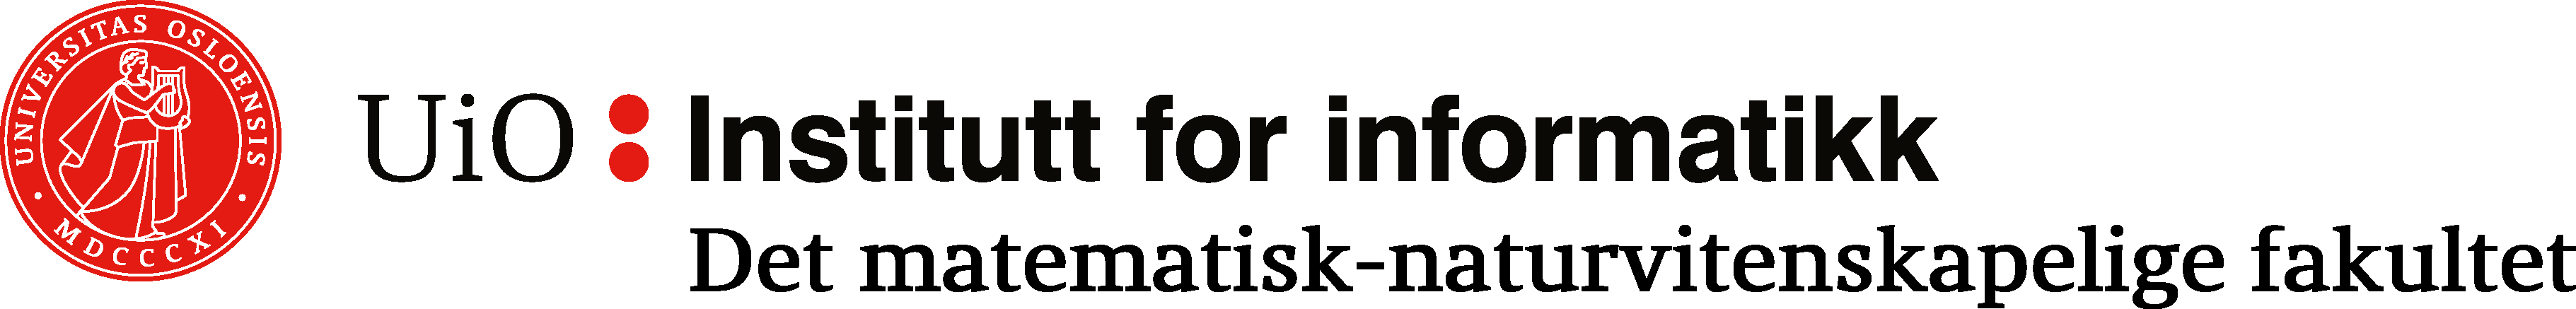 UNIVERSITAS OSLOENSIS
MDCCCXI
UiO : Institutt for informatikk
Det matematisk-naturvitenskapelige fakultet